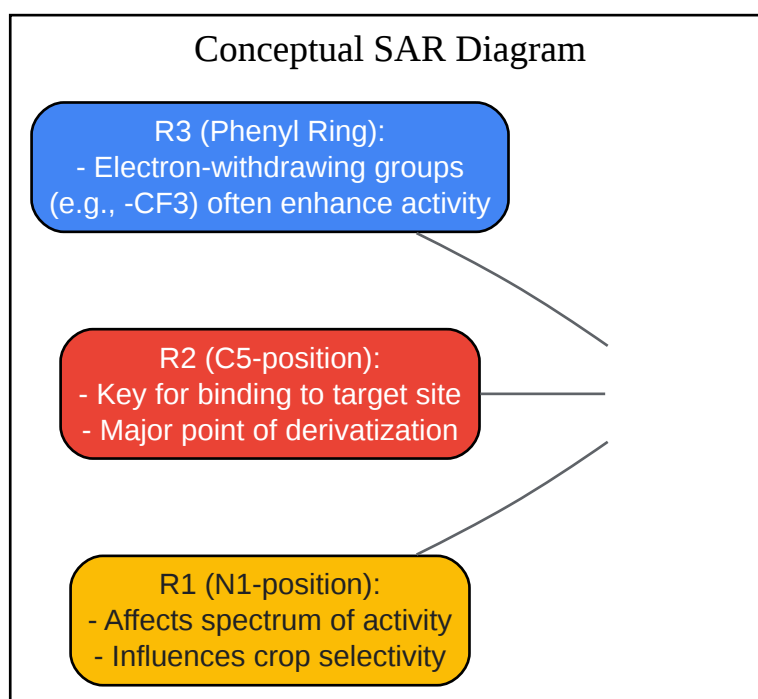 Conceptual SAR Diagram
R3 (Phenyl Ring):
- Electron-withdrawing groups
(e.g., -CF3) often enhance activity
R2 (C5-position):
- Key for binding to target site
- Major point of derivatization
R1 (N1-position):
- Affects spectrum of activity
- Influences crop selectivity